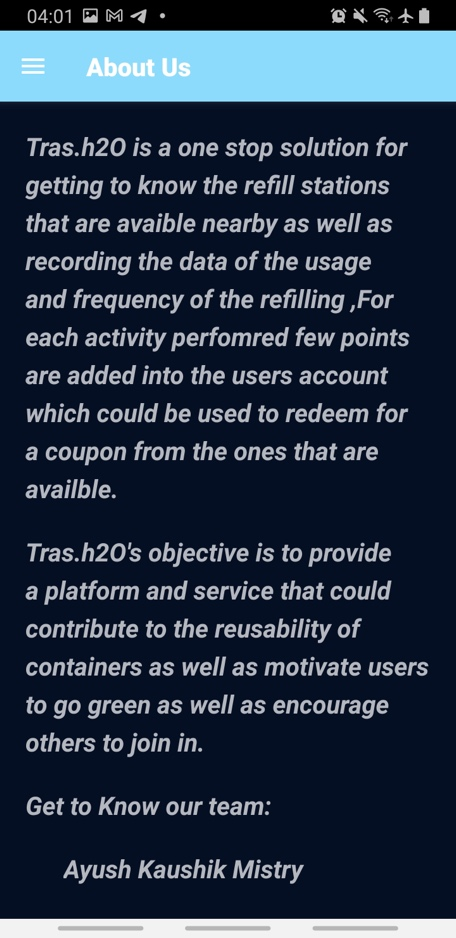 04:01
About Us
Tras.h2O is a one stop solution for
getting to know the refill stations
that are avaible nearby as well as
recording the data of the usage
and frequency of the refilling ,For
each activity perfomred few points
are added into the users account
which could be used to redeem for
a coupon from the ones that are
availble.
Tras.h2O's objective is to provide
a platform and service that could
contribute to the reusability of
containers as well as motivate users
to go green as well as encourage
others to join in.
Get to Know our team:
Ayush Kaushik Mistry